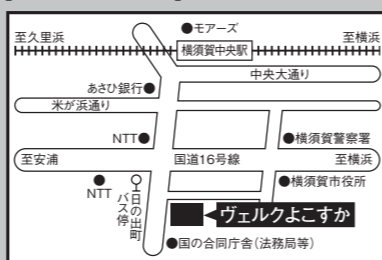 ●モアーズ
至久里浜
横須賀中央駅
至横浜
中央大通り
あさひ銀行●
米が浜通り
NTT●
●横須賀警察署
至安浦
国道16号線
至横浜
●
NTT
日の出町
バス停
●横須賀市役所
ヴェルクよこすか
●国の合同庁舎(法務局等)